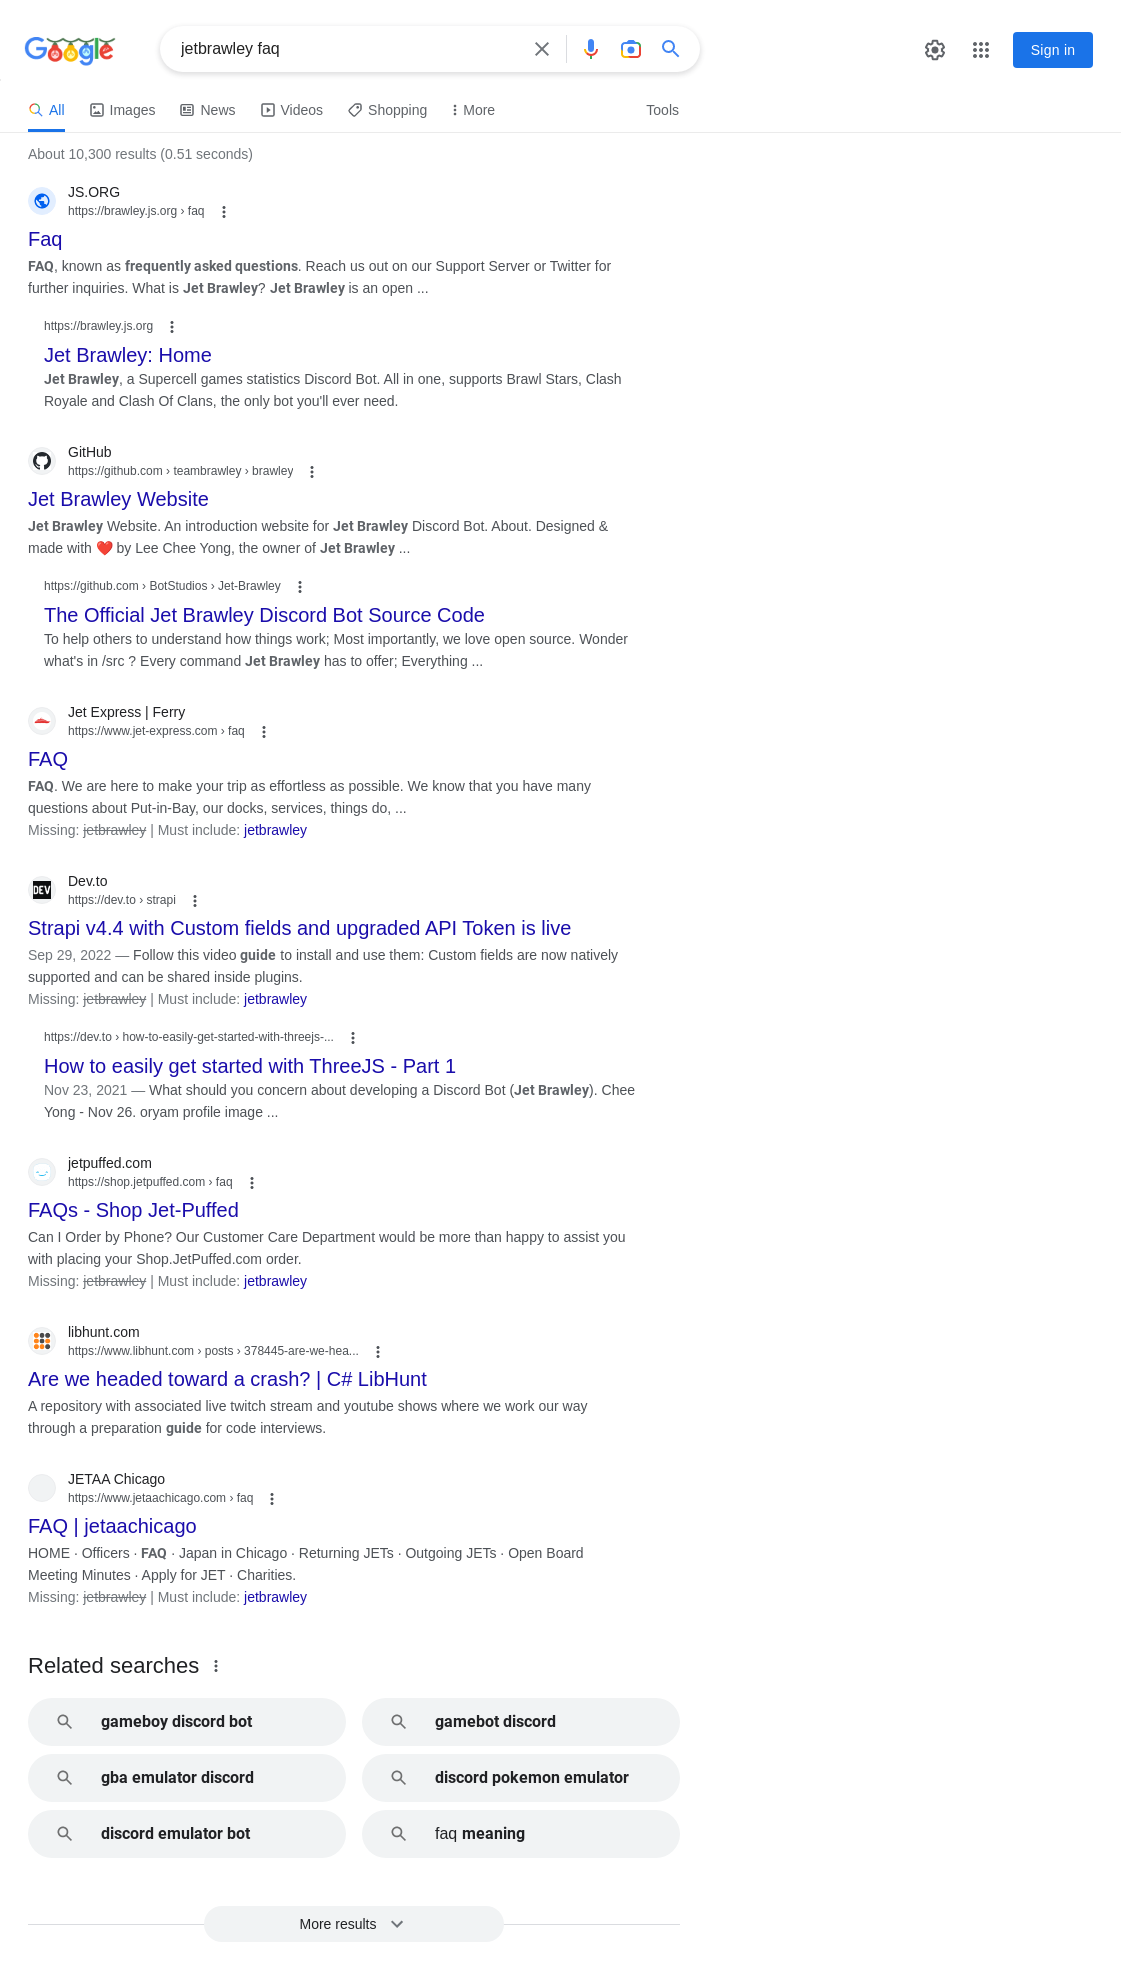 Google
jetbrawley faq
Sign in
All Images News Videos Shopping More Tools
About 10,300 results (0.51 seconds)
JS.ORG
https://brawley.js.org › faq
Faq
FAQ, known as frequently asked questions. Reach us out on our Support Server or Twitter for
further inquiries. What is Jet Brawley? Jet Brawley is an open ...
https://brawley.js.org
Jet Brawley: Home
Jet Brawley, a Supercell games statistics Discord Bot. All in one, supports Brawl Stars, Clash
Royale and Clash Of Clans, the only bot you'll ever need.
GitHub
https://github.com › teambrawley › brawley
Jet Brawley Website
Jet Brawley Website. An introduction website for Jet Brawley Discord Bot. About. Designed &
made with ❤️ by Lee Chee Yong, the owner of Jet Brawley ...
https://github.com › BotStudios › Jet-Brawley
The Official Jet Brawley Discord Bot Source Code
To help others to understand how things work; Most importantly, we love open source. Wonder
what's in /src ? Every command Jet Brawley has to offer; Everything ...
Jet Express | Ferry
https://www.jet-express.com › faq
FAQ
FAQ. We are here to make your trip as effortless as possible. We know that you have many
questions about Put-in-Bay, our docks, services, things do, ...
Missing: jetbrawley | Must include: jetbrawley
DEV
Dev.to
https://dev.to › strapi
Strapi v4.4 with Custom fields and upgraded API Token is live
Sep 29, 2022 — Follow this video guide to install and use them: Custom fields are now natively
supported and can be shared inside plugins.
Missing: jetbrawley | Must include: jetbrawley
https://dev.to › how-to-easily-get-started-with-threejs-...
How to easily get started with ThreeJS - Part 1
Nov 23, 2021 — What should you concern about developing a Discord Bot (Jet Brawley). Chee
Yong - Nov 26. oryam profile image ...
jetpuffed.com
https://shop.jetpuffed.com › faq
FAQs - Shop Jet-Puffed
Can I Order by Phone? Our Customer Care Department would be more than happy to assist you
with placing your Shop.JetPuffed.com order.
Missing: jetbrawley | Must include: jetbrawley
libhunt.com
https://www.libhunt.com › posts › 378445-are-we-hea...
Are we headed toward a crash? | C# LibHunt
A repository with associated live twitch stream and youtube shows where we work our way
through a preparation guide for code interviews.
JETAA Chicago
https://www.jetaachicago.com › faq
FAQ | jetaachicago
HOME · Officers · FAQ · Japan in Chicago · Returning JETs · Outgoing JETs · Open Board
Meeting Minutes · Apply for JET · Charities.
Missing: jetbrawley | Must include: jetbrawley
Related searches
gameboy discord bot
gamebot discord
gba emulator discord
discord pokemon emulator
discord emulator bot
faq meaning
More results